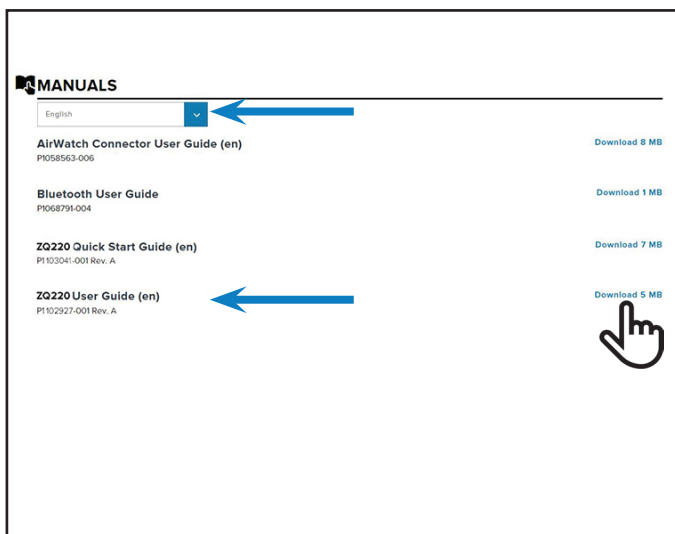 MANUALS
English
AirWatch Connector User Guide (en) Download 8 MB
P1058563-006
Bluetooth User Guide Download 1 MB
P1068791-004
ZQ220 Quick Start Guide (en) Download 7 MB
P1103041-001 Rev. A
ZQ220 User Guide (en) Download 5 MB
P1102927-001 Rev. A